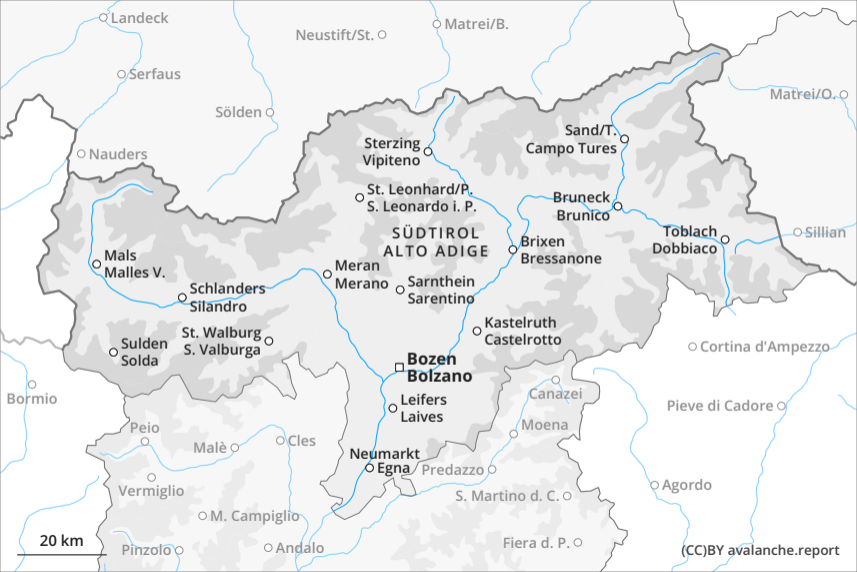 Landeck
Matrei/B.
Neustift/St.
Serfaus
Matrei/O.
Sölden
Sand/T.
Campo Tures
Sterzing
Vipiteno
Nauders
St. Leonhard/P.
S. Leonardo i. P.
Bruneck
Brunico
SÜDTIROL
ALTO ADIGE
Toblach
Dobbiaco
Sillian
Brixen
Bressanone
Mals
Malles V.
Meran
Merano
Sarnthein
Sarentino
Schlanders
Silandro
Kastelruth
Castelrotto
St. Walburg
S. Valburga
Sulden
Solda
Cortina d'Ampezzo
Bozen
Bolzano
Bormio
Canazei
Leifers
Laives
Pieve di Cadore
Peio
Moena
Malè
Cles
Neumarkt
Egna
Predazzo
Vermiglio
Agordo
S. Martino d. C.
M. Campiglio
20 km
Pinzolo
Andalo
Fiera d. P.
(CC)BY avalanche.report